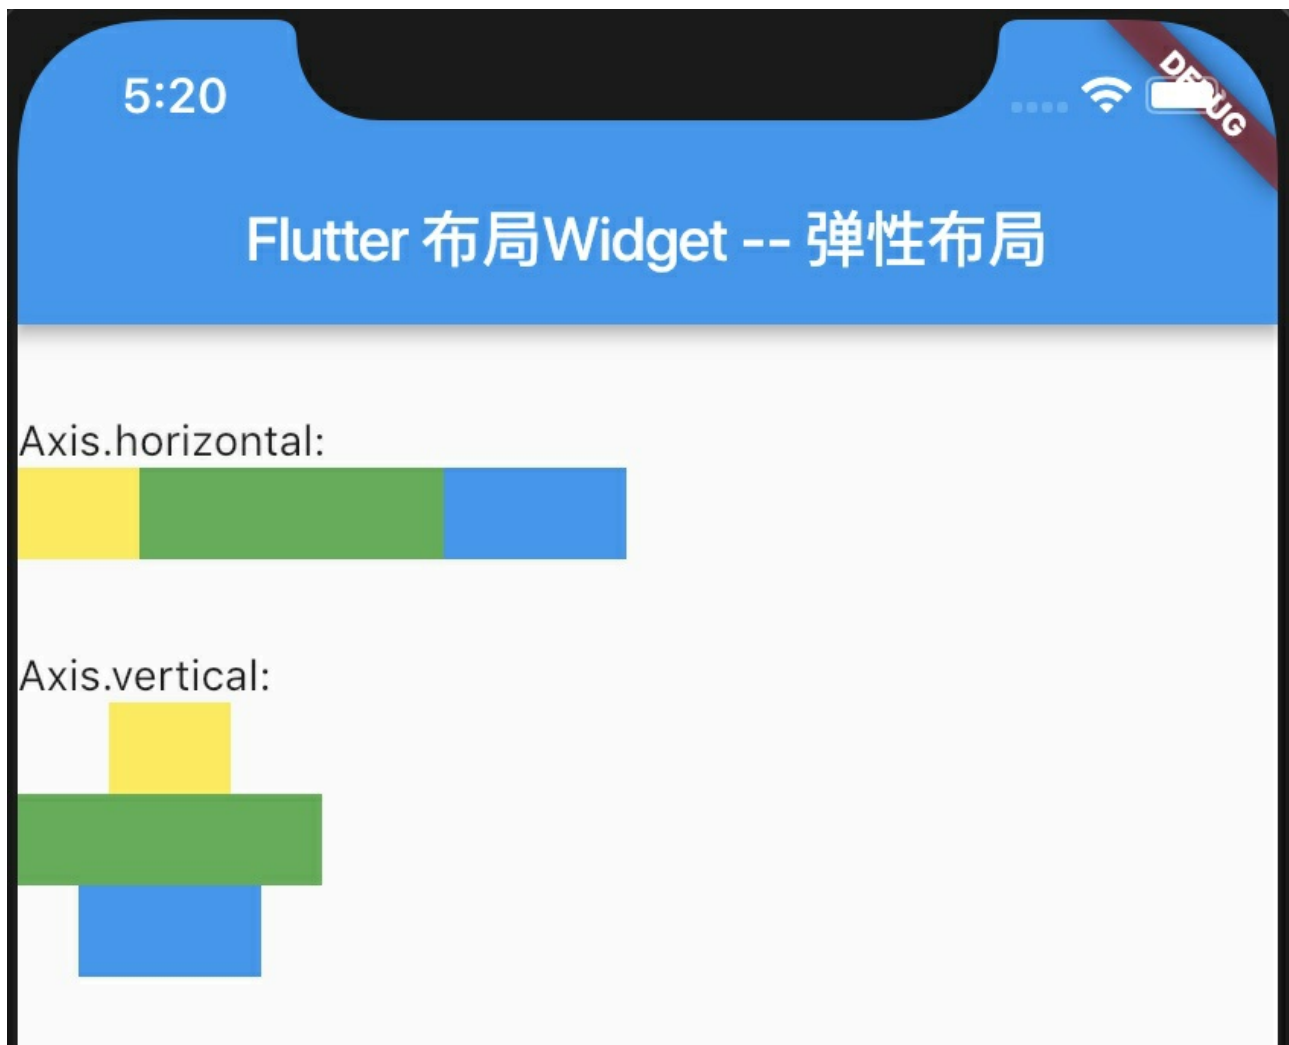 5:20
DEBUG
Flutter 布局Widget -- 弹性布局
Axis.horizontal:
Axis.vertical: